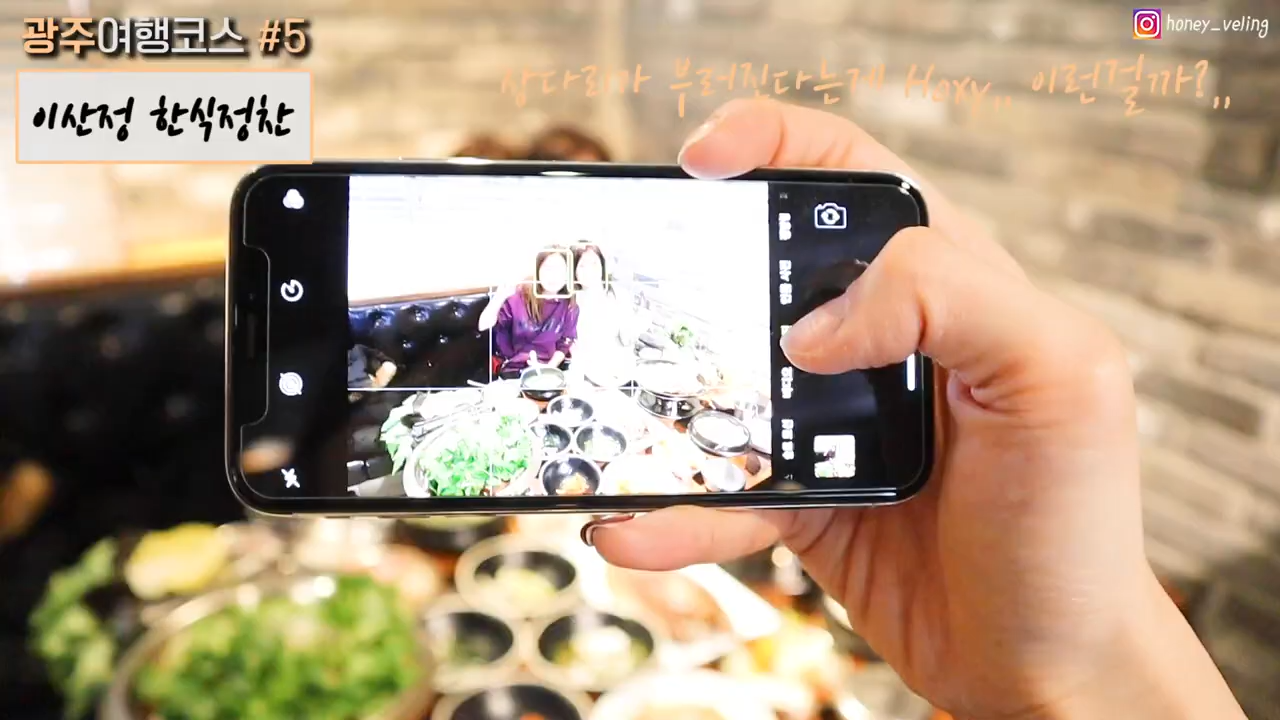 광주여행코스 #5
honey_veling
이산정 한식정찬
상다리가 부러진다는게 Hoxy,, 이런걸까?,,